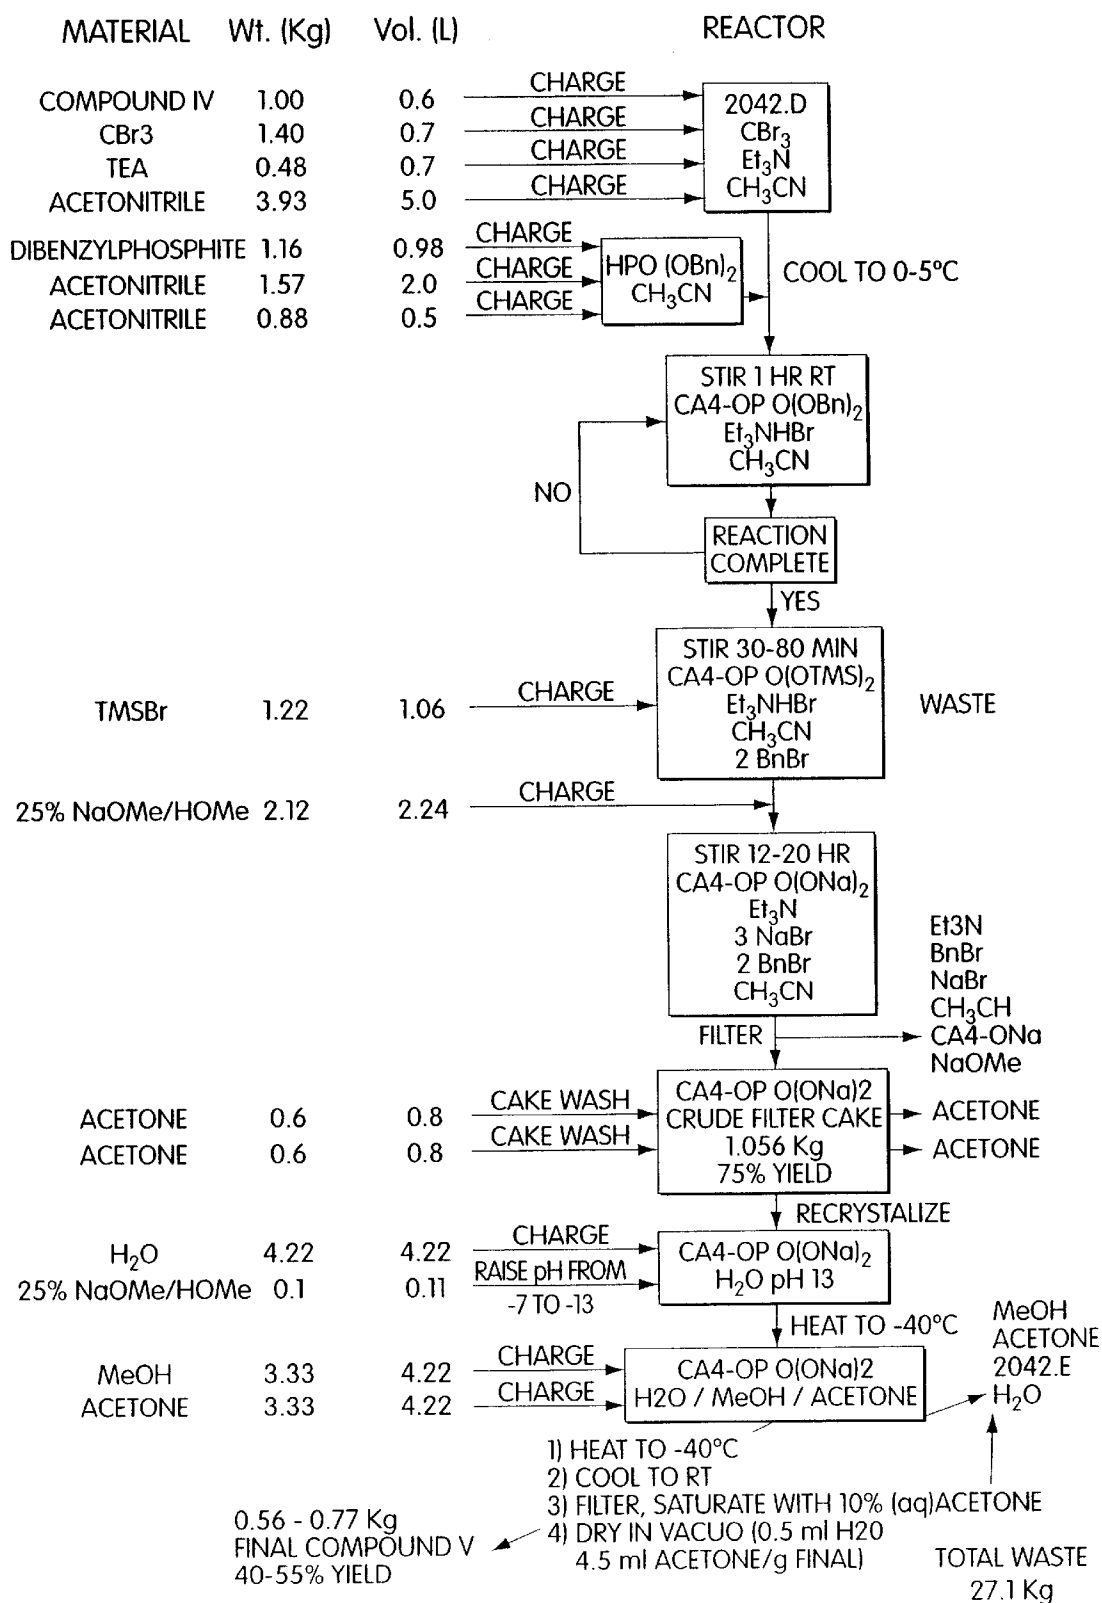 MATERIAL Wt. (Kg) Vol. (L) REACTOR
COMPOUND IV 1.00 0.6 CHARGE
CBr3 1.40 0.7 CHARGE
TEA 0.48 0.7 CHARGE
ACETONITRILE 3.93 5.0 CHARGE
2042.D
CBr₃
Et₃N
CH₃CN
DIBENZYLPHOSPHITE 1.16 0.98 CHARGE
ACETONITRILE 1.57 2.0 CHARGE
ACETONITRILE 0.88 0.5 CHARGE
HPO (OBn)₂
CH₃CN
COOL TO 0-5°C
STIR 1 HR RT
CA4-OP O(OBn)₂
Et₃NHBr
CH₃CN
NO
REACTION
COMPLETE
YES
TMSBr 1.22 1.06 CHARGE
STIR 30-80 MIN
CA4-OP O(OTMS)₂
Et₃NHBr
CH₃CN
2 BnBr
WASTE
25% NaOMe/HOMe 2.12 2.24 CHARGE
STIR 12-20 HR
CA4-OP O(ONa)₂
Et₃N
3 NaBr
2 BnBr
CH₃CN
FILTER
Et3N
BnBr
NaBr
CH₃CH
CA4-ONa
NaOMe
ACETONE 0.6 0.8 CAKE WASH
ACETONE 0.6 0.8 CAKE WASH
CA4-OP O(ONa)2
CRUDE FILTER CAKE
1.056 Kg
75% YIELD
ACETONE
ACETONE
RECRYSTALIZE
H₂O 4.22 4.22 CHARGE
25% NaOMe/HOMe 0.1 0.11 RAISE pH FROM
-7 TO -13
CA4-OP O(ONa)₂
H₂O pH 13
HEAT TO -40°C
MeOH 3.33 4.22 CHARGE
ACETONE 3.33 4.22 CHARGE
CA4-OP O(ONa)2
H2O / MeOH / ACETONE
MeOH
ACETONE
2042.E
H₂O
1) HEAT TO -40°C
2) COOL TO RT
3) FILTER, SATURATE WITH 10% (aq)ACETONE
4) DRY IN VACUO (0.5 ml H20
4.5 ml ACETONE/g FINAL)
0.56 - 0.77 Kg
FINAL COMPOUND V
40-55% YIELD
TOTAL WASTE
27.1 Kg